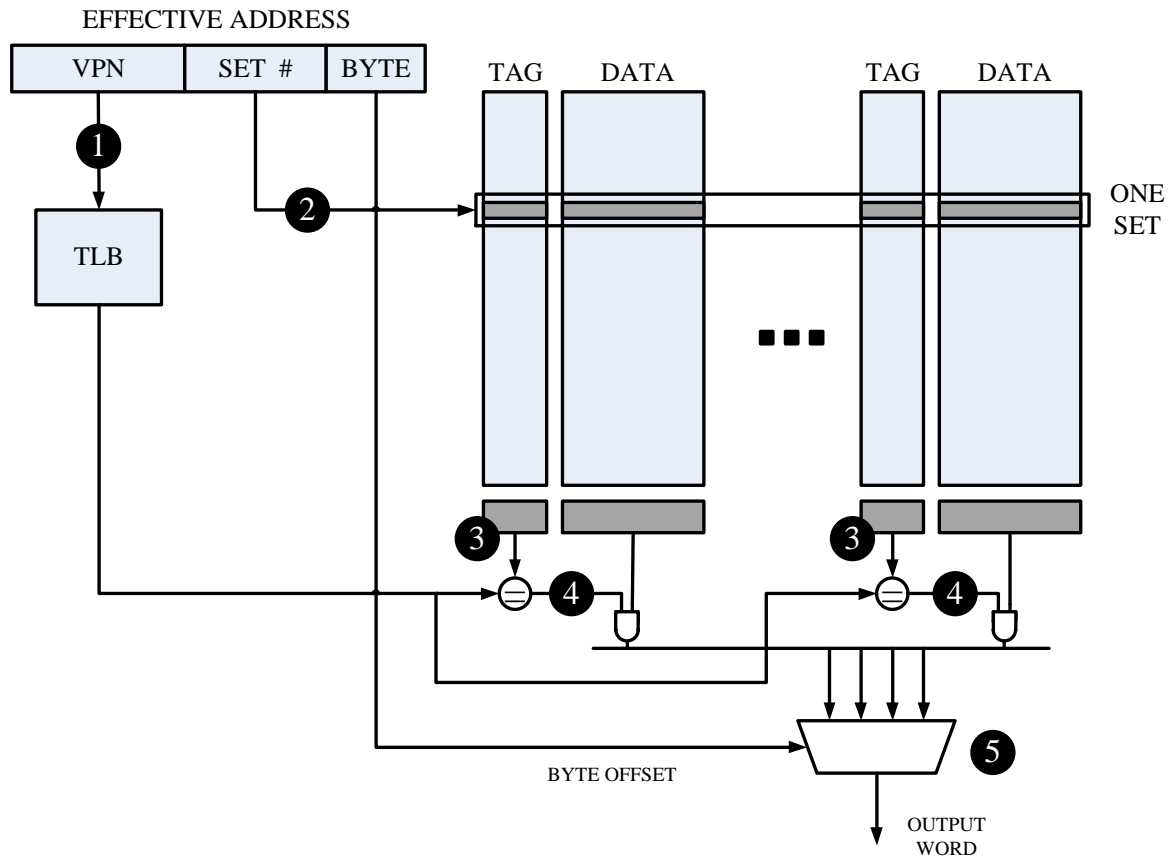 EFFECTIVE ADDRESS
VPN
SET #
BYTE
TAG
DATA
TAG
DATA
1
2
ONE
SET
TLB
3
3
=
4
=
4
5
BYTE OFFSET
OUTPUT
WORD